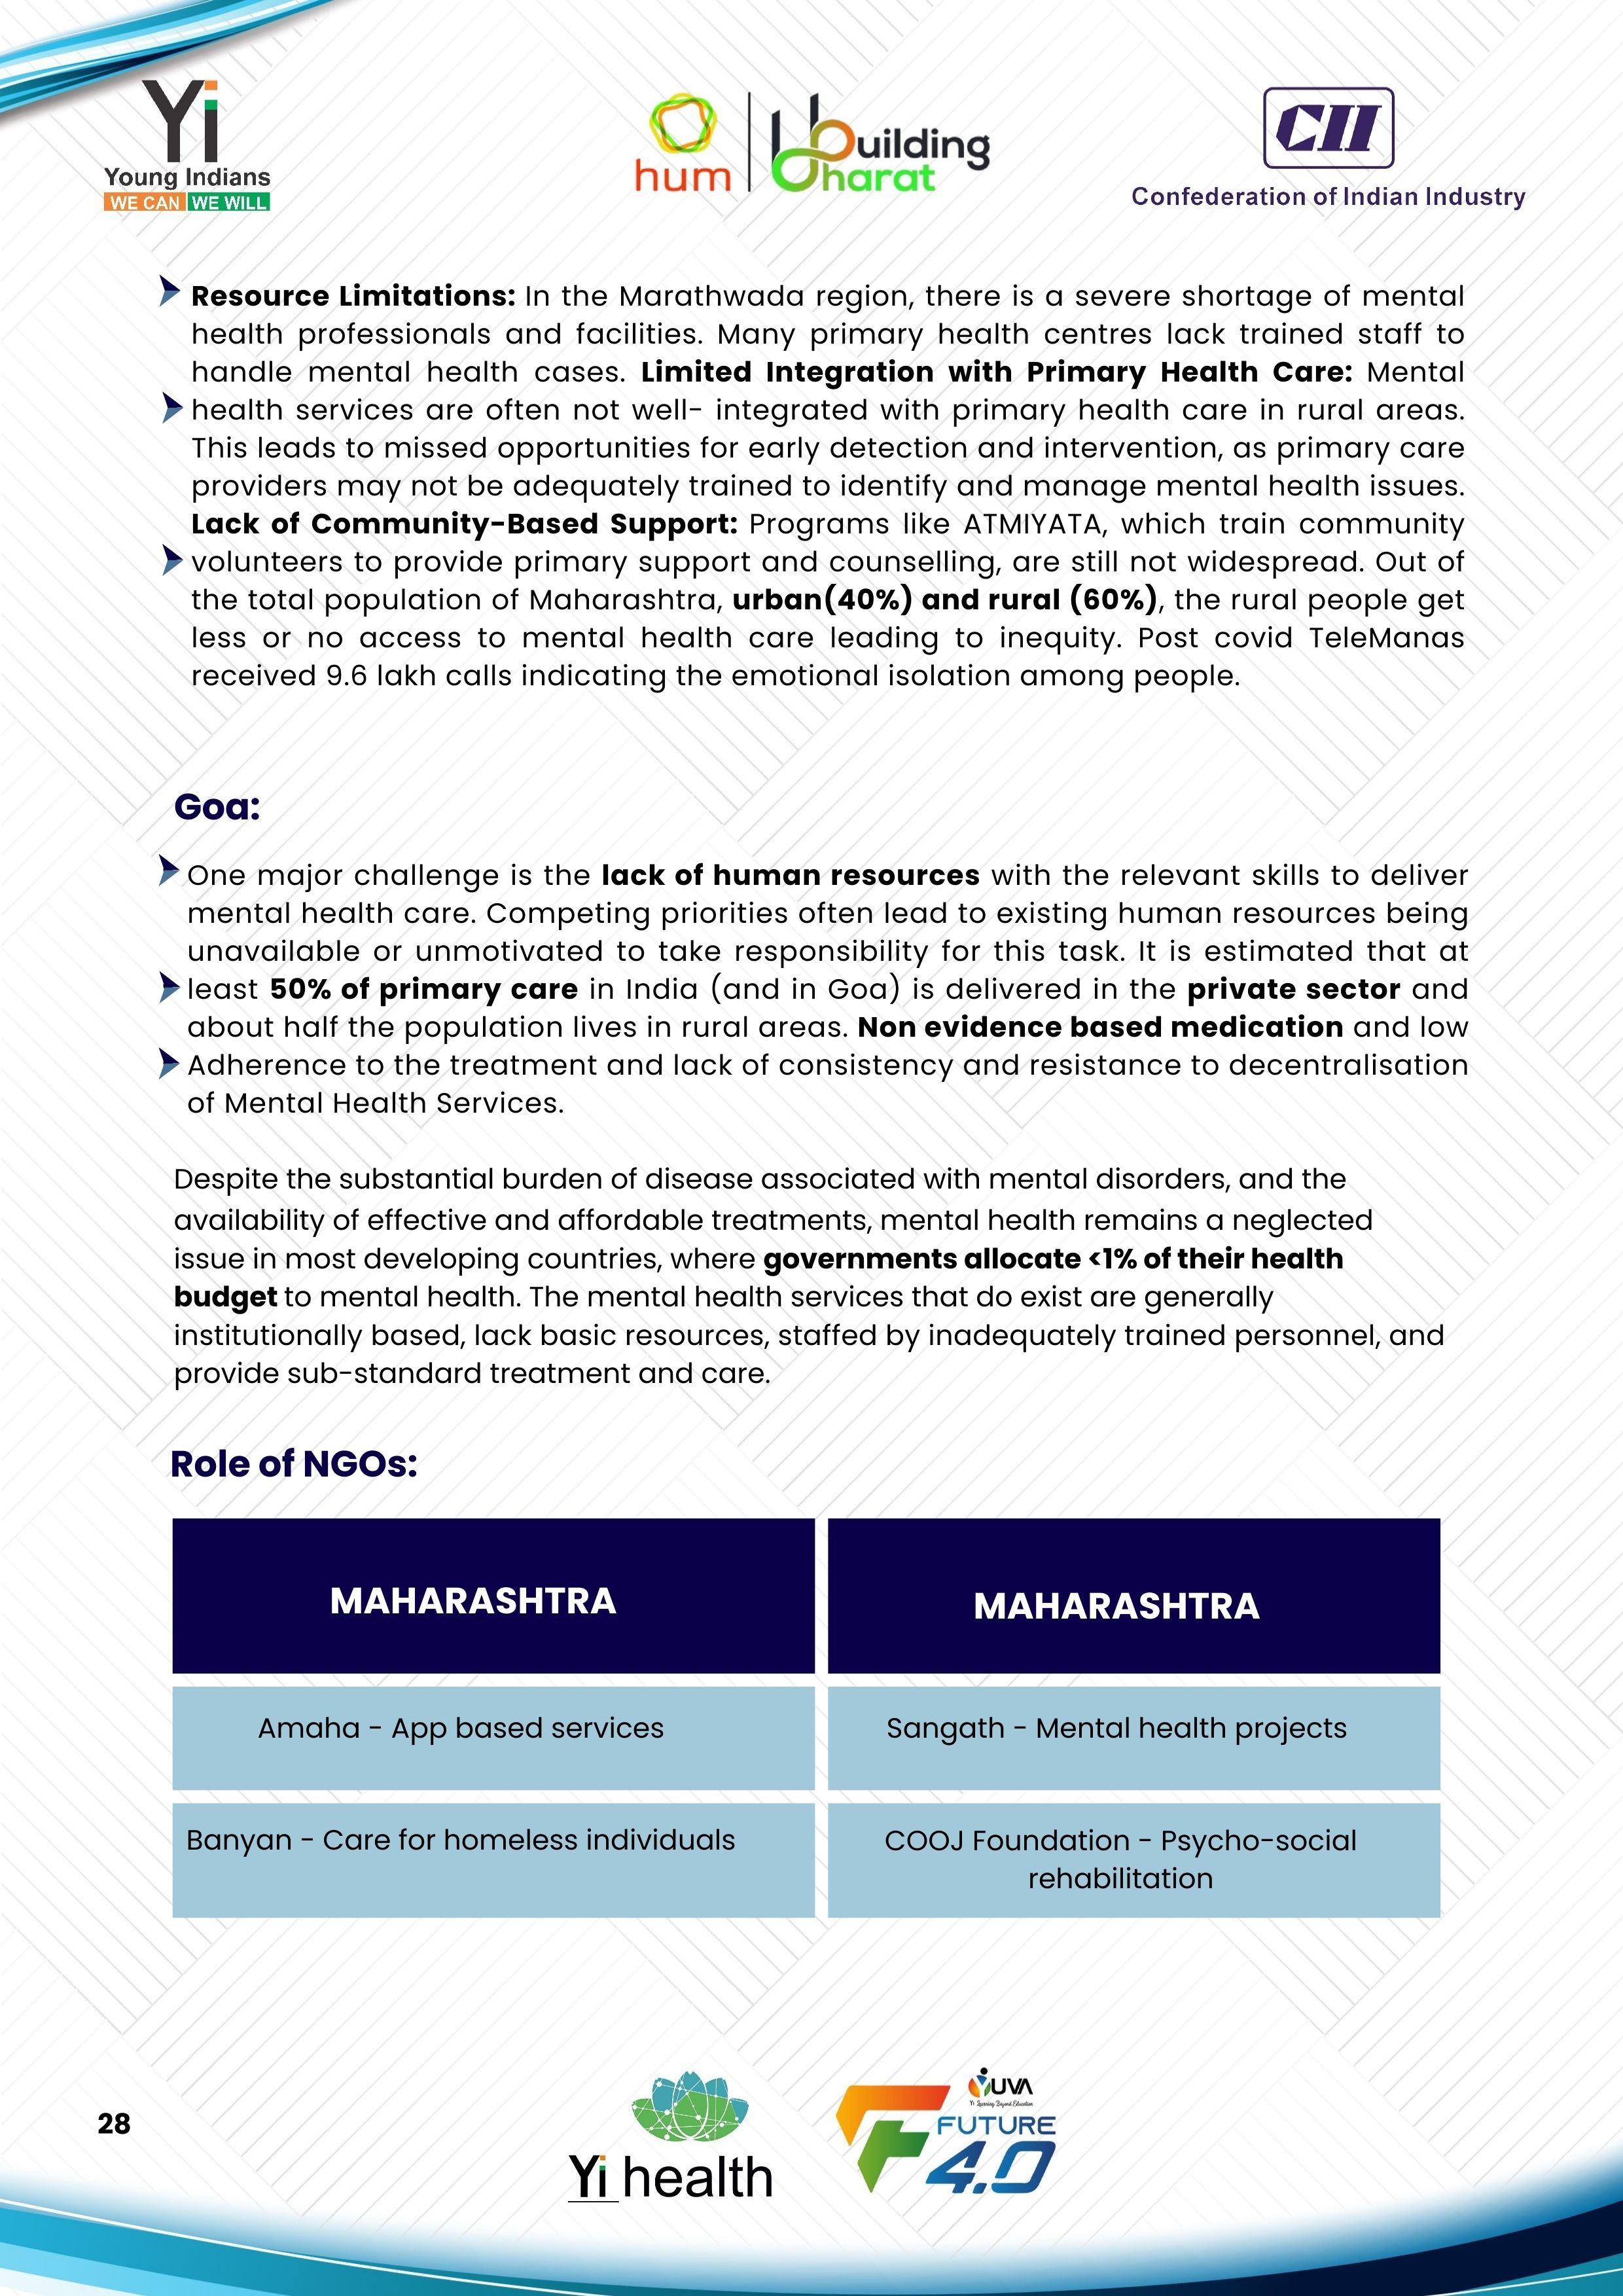 Yi
Young Indians
WE CAN WE WILL
hum
Building
Bharat
CII
Confederation of Indian Industry
Resource Limitations: In the Marathwada region, there is a severe shortage of mental
health professionals and facilities. Many primary health centres lack trained staff to
handle mental health cases. Limited Integration with Primary Health Care: Mental
health services are often not well- integrated with primary health care in rural areas.
This leads to missed opportunities for early detection and intervention, as primary care
providers may not be adequately trained to identify and manage mental health issues.
Lack of Community-Based Support: Programs like ATMIYATA, which train community
volunteers to provide primary support and counselling, are still not widespread. Out of
the total population of Maharashtra, urban(40%) and rural (60%), the rural people get
less or no access to mental health care leading to inequity. Post covid TeleManas
received 9.6 lakh calls indicating the emotional isolation among people.
Goa:
One major challenge is the lack of human resources with the relevant skills to deliver
mental health care. Competing priorities often lead to existing human resources being
unavailable or unmotivated to take responsibility for this task. It is estimated that at
least 50% of primary care in India (and in Goa) is delivered in the private sector and
about half the population lives in rural areas. Non evidence based medication and low
Adherence to the treatment and lack of consistency and resistance to decentralisation
of Mental Health Services.
Despite the substantial burden of disease associated with mental disorders, and the
availability of effective and affordable treatments, mental health remains a neglected
issue in most developing countries, where governments allocate <1% of their health
budget to mental health. The mental health services that do exist are generally
institutionally based, lack basic resources, staffed by inadequately trained personnel, and
provide sub-standard treatment and care.
Role of NGOs:
MAHARASHTRA
MAHARASHTRA
Amaha - App based services
Sangath - Mental health projects
Banyan - Care for homeless individuals
COOJ Foundation - Psycho-social
rehabilitation
28
Yi health
YUVA
Yi Learning Beyond Education
FUTURE
4.0